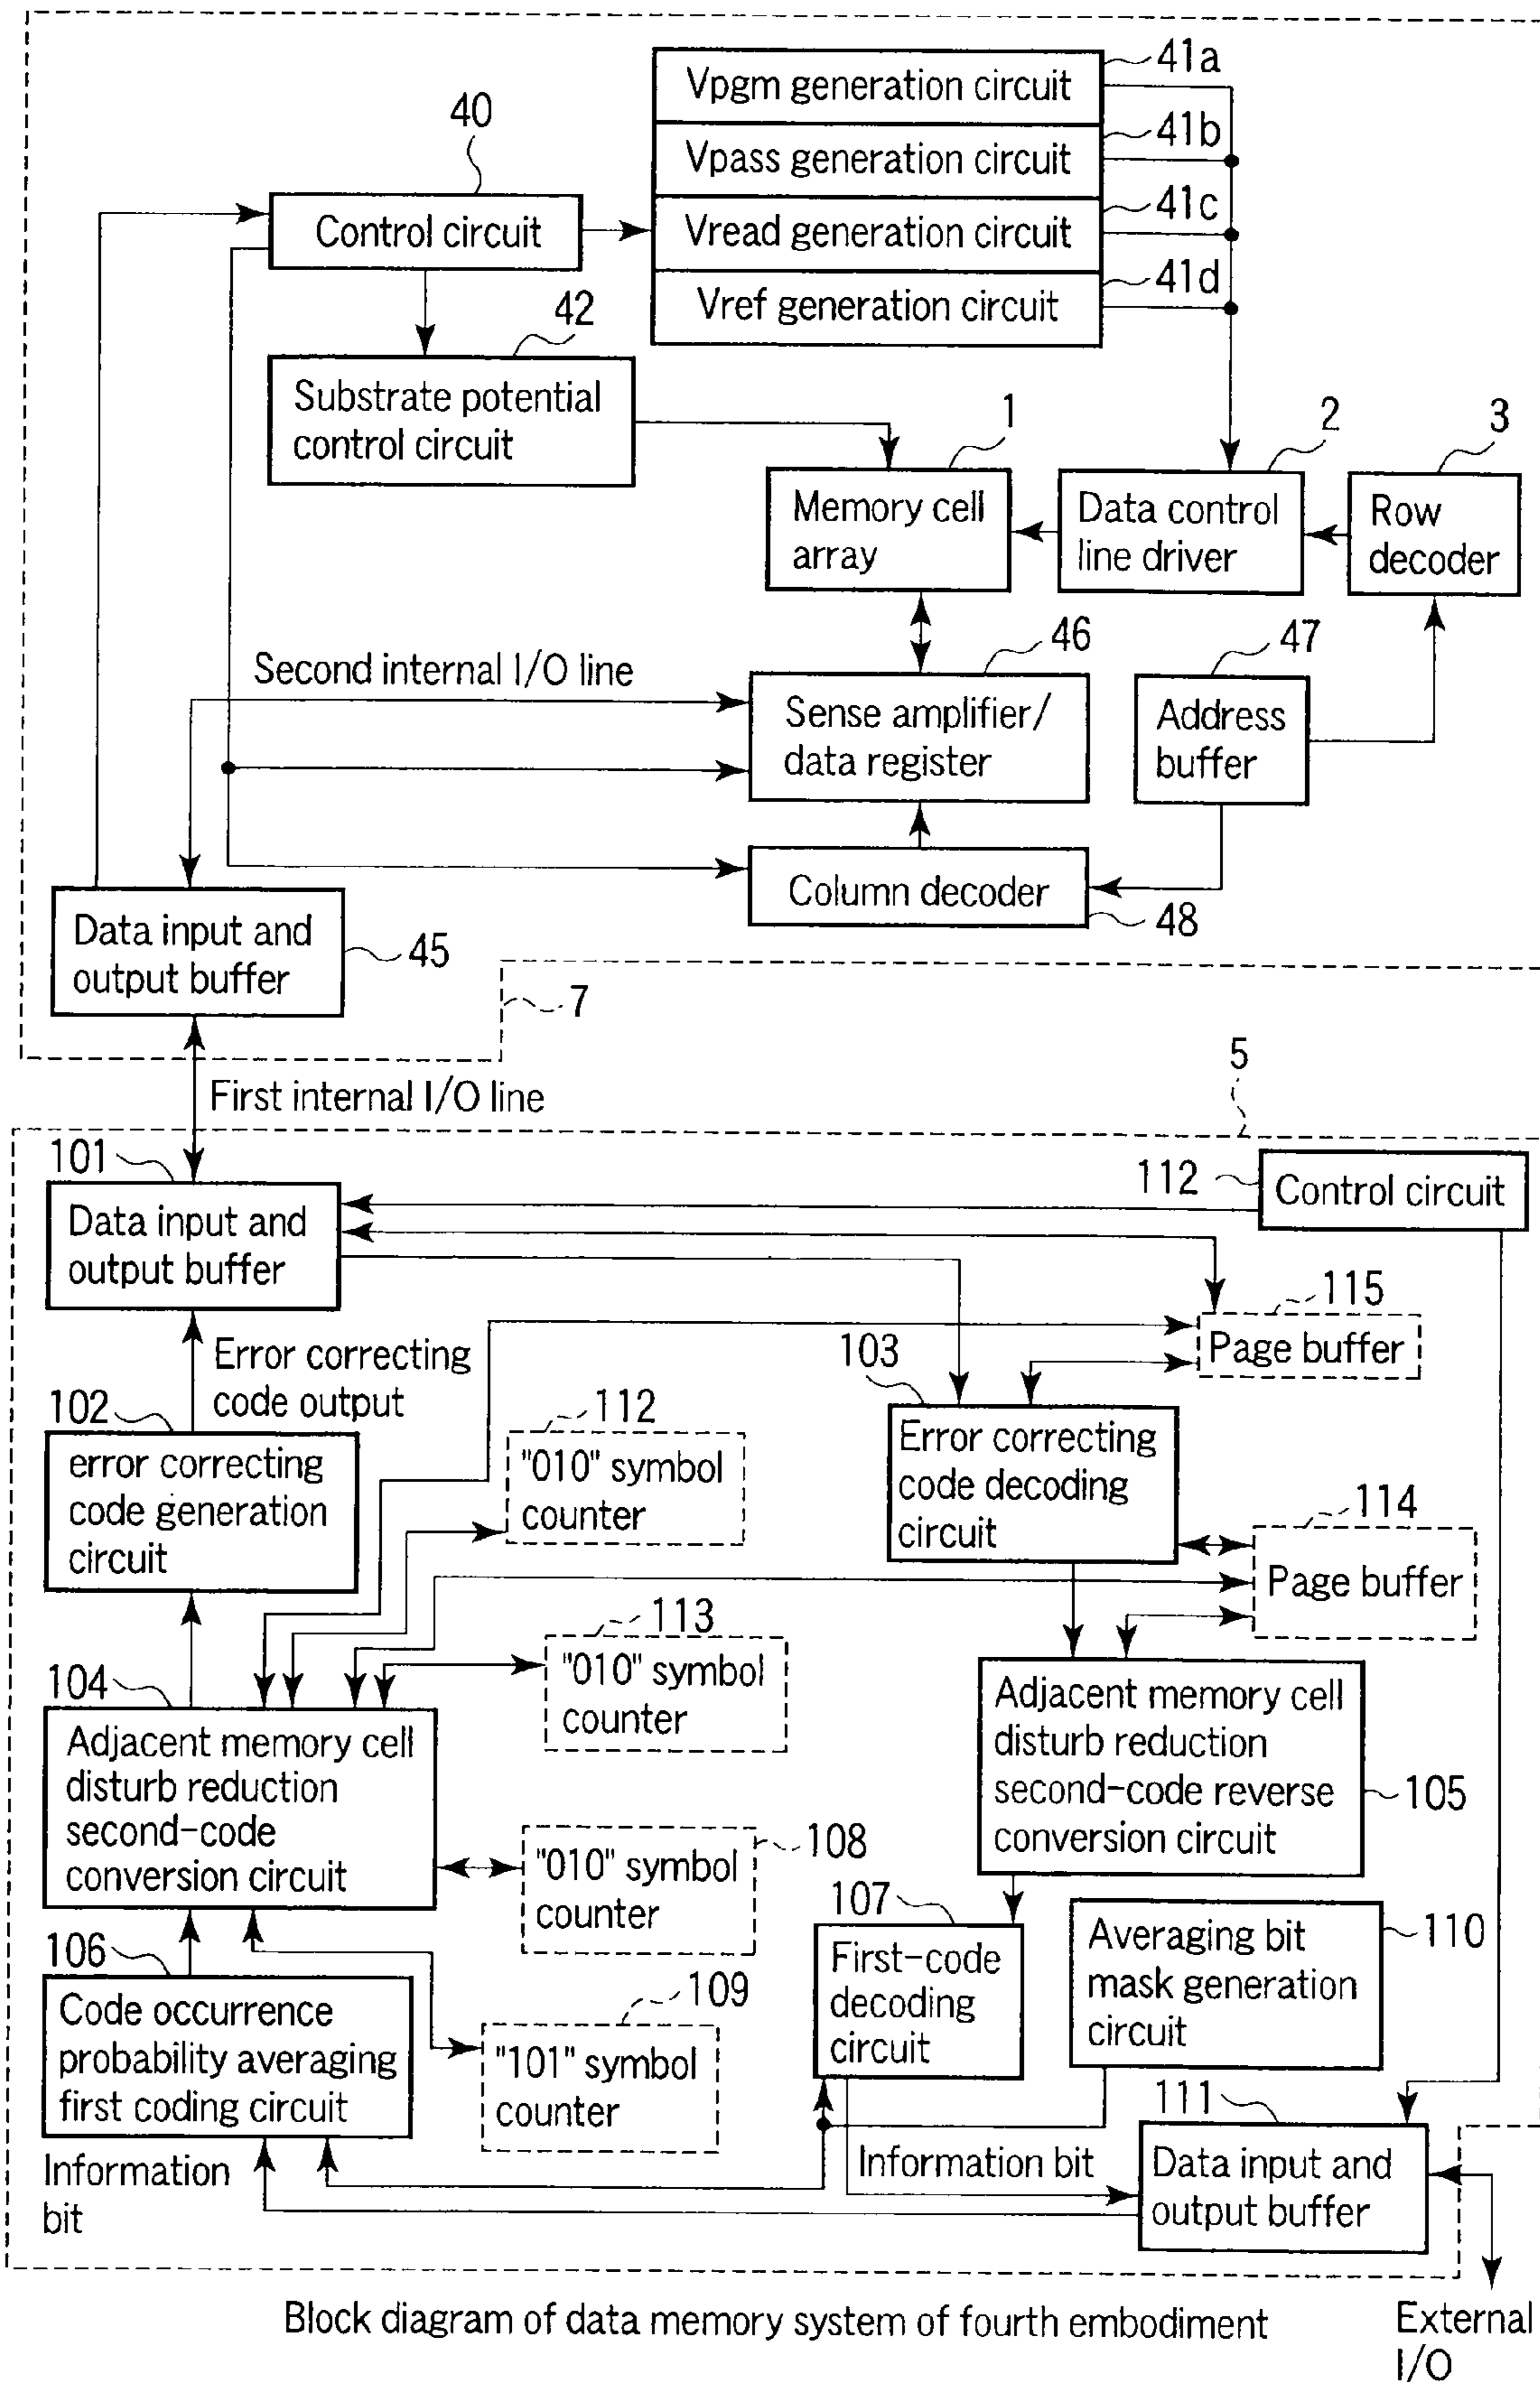 41a
Vpgm generation circuit
40
41b
Vpass generation circuit
41c
Control circuit
Vread generation circuit
41d
42
Vref generation circuit
Substrate potential
control circuit
1
2
3
Memory cell
array
Data control
line driver
Row
decoder
46
47
Second internal I/O line
Sense amplifier/
data register
Address
buffer
Column decoder
48
Data input and
output buffer
45
7
5
First internal I/O line
101
112
Control circuit
Data input and
output buffer
115
Page buffer
Error correcting
code output
103
102
112
error correcting
code generation
circuit
"010" symbol
counter
Error correcting
code decoding
circuit
114
Page buffer
113
"010" symbol
counter
104
Adjacent memory cell
disturb reduction
second-code
conversion circuit
Adjacent memory cell
disturb reduction
second-code reverse
conversion circuit
105
108
"010" symbol
counter
107
106
First-code
decoding
circuit
Averaging bit
mask generation
circuit
110
109
Code occurrence
probability averaging
first coding circuit
"101" symbol
counter
111
Information
bit
Information bit
Data input and
output buffer
Block diagram of data memory system of fourth embodiment
External
I/O